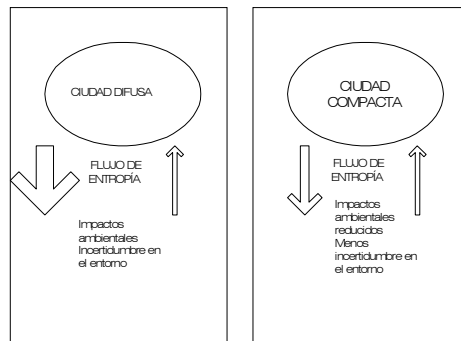 CIUDAD DIFUSA
FLUJO DE
ENTROPÍA
Impactos
ambientales
Incertidumbre en
el entorno
CIUDAD
COMPACTA
FLUJO DE
ENTROPÍA
Impactos
ambientales
reducidos
Menos
incertidumbre en
el entorno